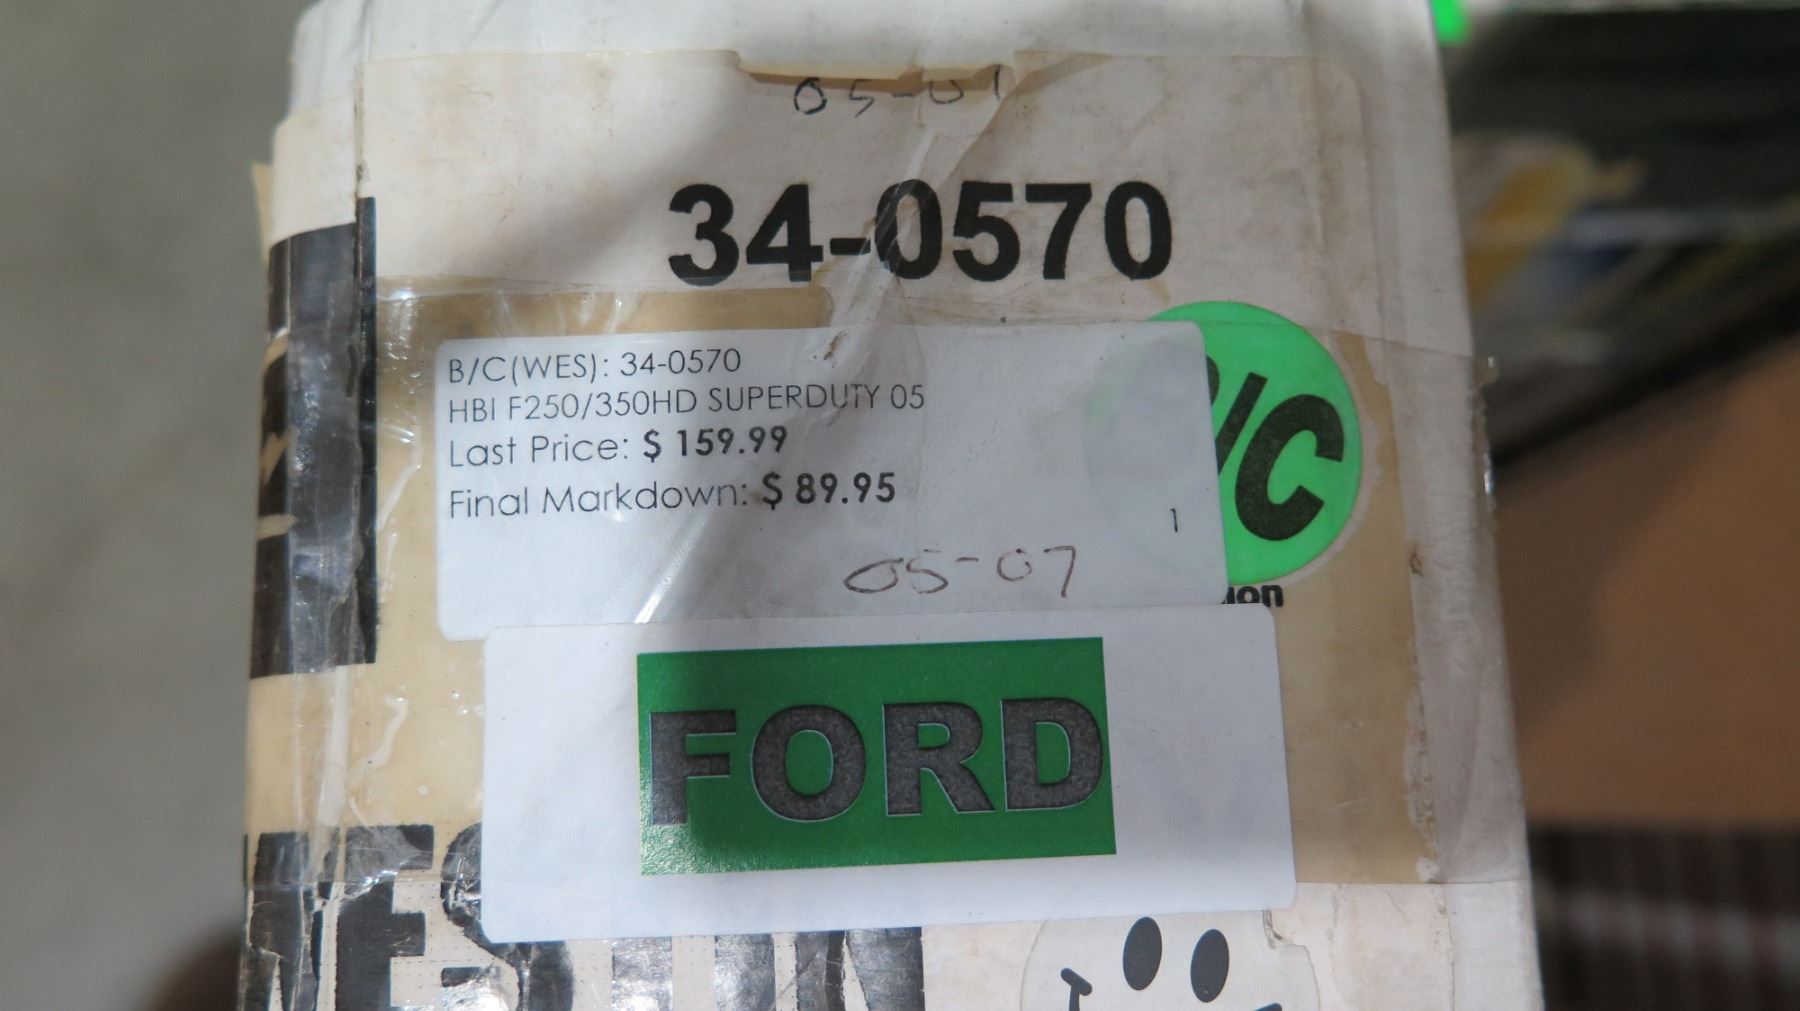 05-07
34-0570
B/C(WES): 34-0570
HBI F250/350HD SUPERDUTY 05
Last Price: $ 159.99
Final Markdown: $ 89.95
1
/C
05-07
FORD